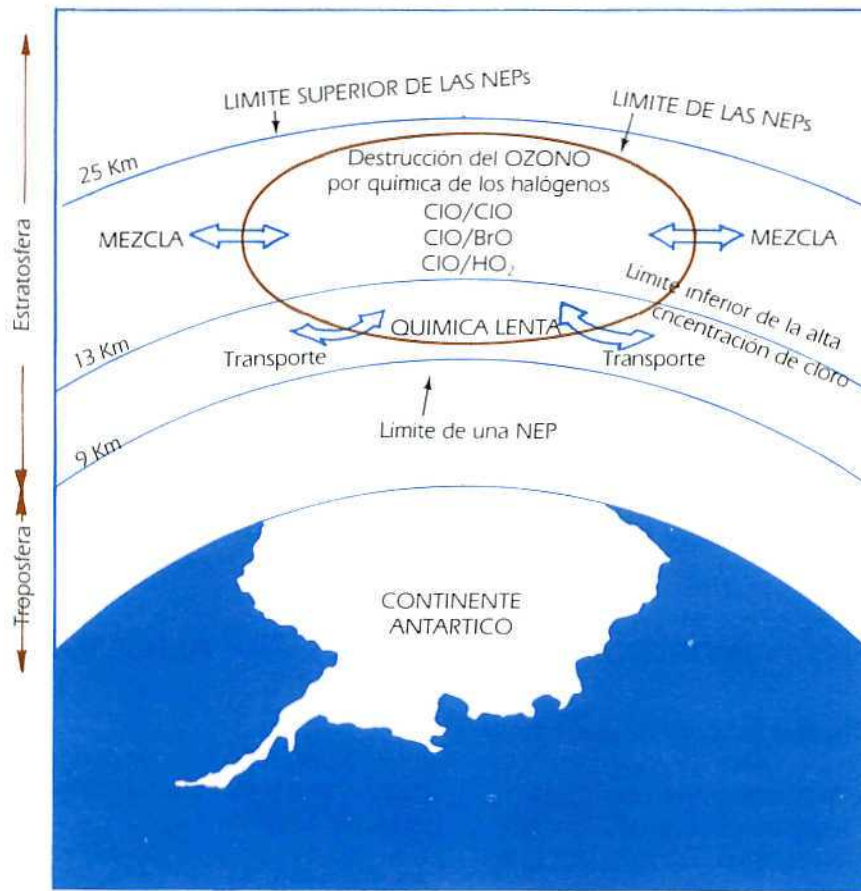 LIMITE SUPERIOR DE LAS NEPs
LIMITE DE LAS NEPs
25 Km
Destrucción del OZONO
por química de los halógenos
ClO/ClO
ClO/BrO
ClO/HO₂
MEZCLA
MEZCLA
Estratosfera
Límite inferior de la alta
cncentración de cloro
13 Km
QUIMICA LENTA
Transporte
Transporte
9 Km
Límite de una NEP
Troposfera
CONTINENTE
ANTARTICO